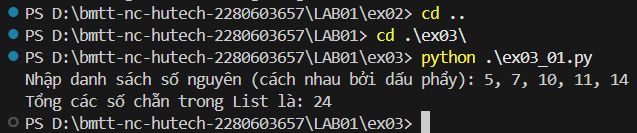 PS D:\bmtt-nc-hutech-2280603657\LAB01\ex02> cd ..
PS D:\bmtt-nc-hutech-2280603657\LAB01> cd .\ex03\
PS D:\bmtt-nc-hutech-2280603657\LAB01\ex03> python .\ex03_01.py
Nhập danh sách số nguyên (cách nhau bởi dấu phẩy): 5, 7, 10, 11, 14
Tổng các số chẵn trong List là: 24
PS D:\bmtt-nc-hutech-2280603657\LAB01\ex03>